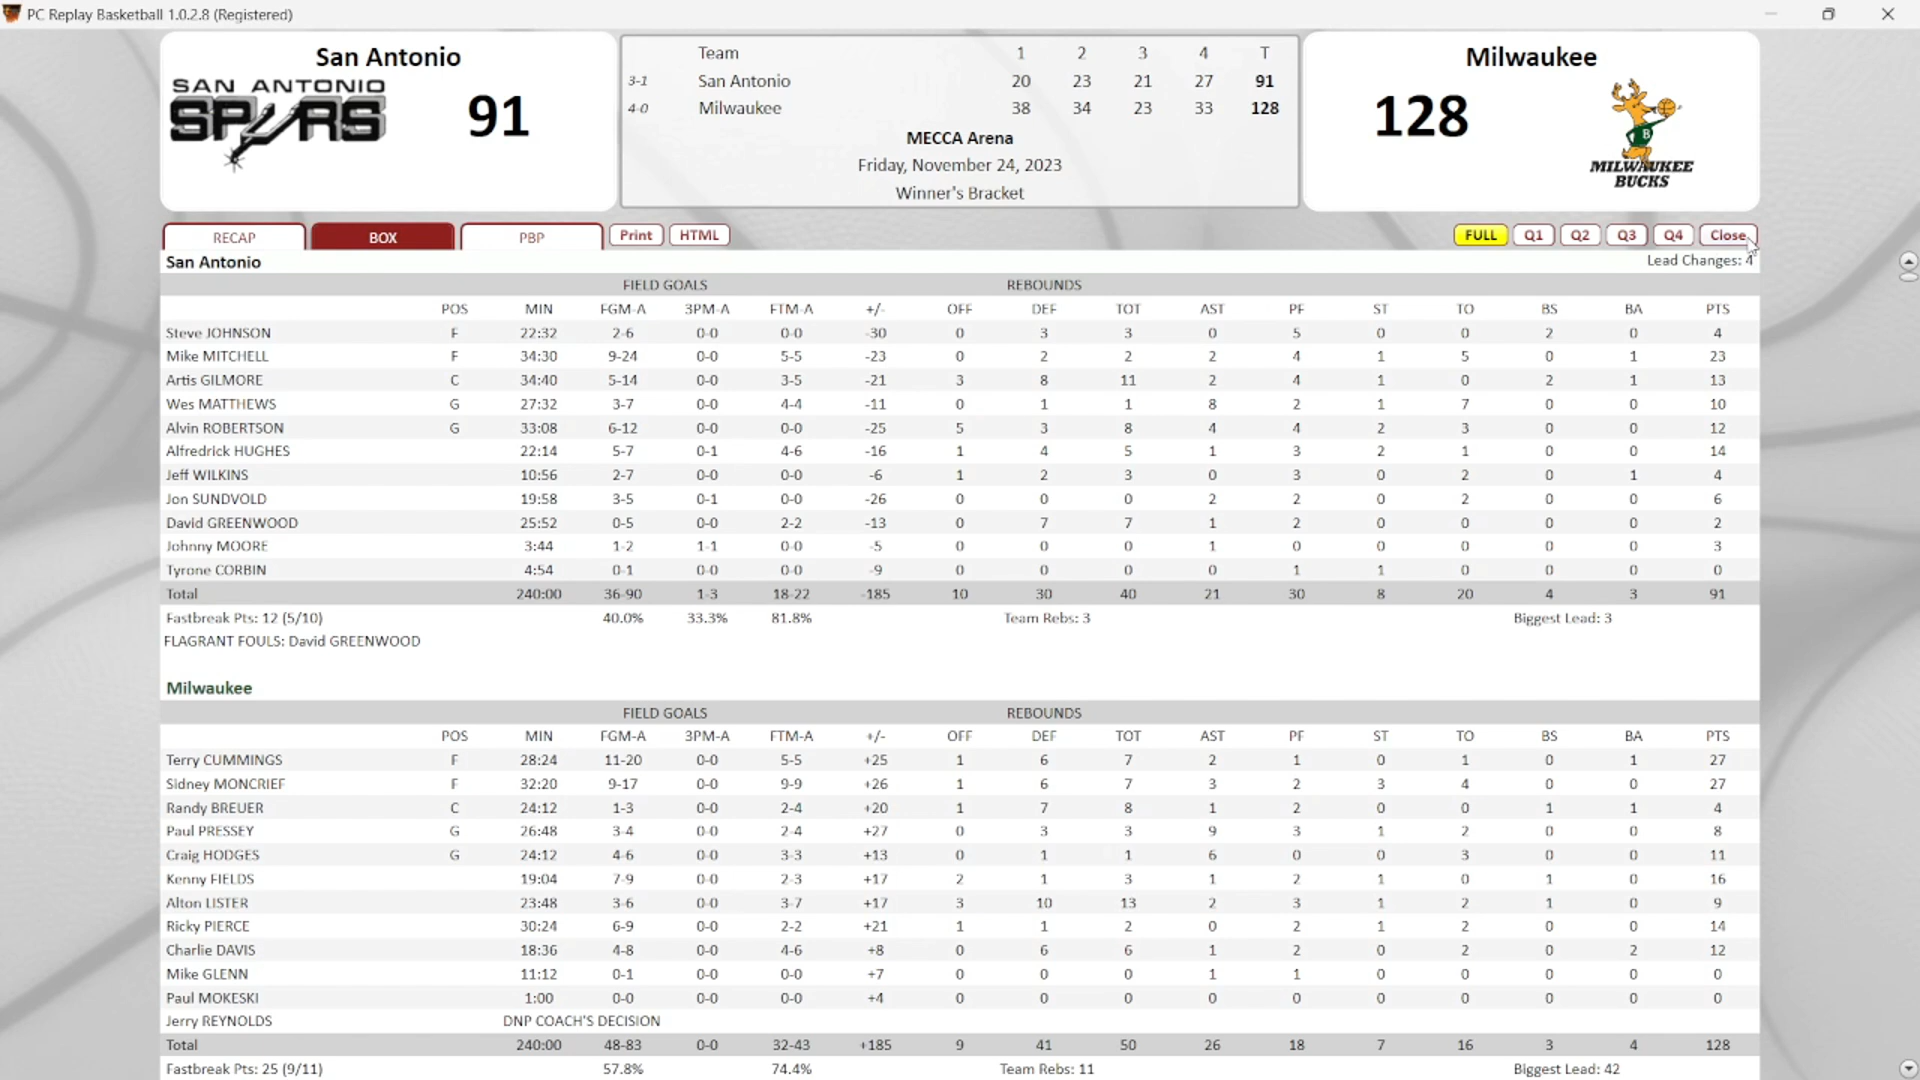 PC Replay Basketball 1.0.2.8 (Registered)
San Antonio
SAN ANTONIO
SPURS
91
Team 1 2 3 4 T
3-1 San Antonio 20 23 21 27 91
4-0 Milwaukee 38 34 23 33 128
MECCA Arena
Friday, November 24, 2023
Winner's Bracket
Milwaukee
128
B
MILWAUKEE
BUCKS
RECAP BOX PBP Print HTML FULL Q1 Q2 Q3 Q4 Close
San Antonio Lead Changes: 4
FIELD GOALS REBOUNDS
POS MIN FGM-A 3PM-A FTM-A +/- OFF DEF TOT AST PF ST TO BS BA PTS
Steve JOHNSON F 22:32 2-6 0-0 0-0 -30 0 3 3 0 5 0 0 2 0 4
Mike MITCHELL F 34:30 9-24 0-0 5-5 -23 0 2 2 2 4 1 5 0 1 23
Artis GILMORE C 34:40 5-14 0-0 3-5 -21 3 8 11 2 4 1 0 2 1 13
Wes MATTHEWS G 27:32 3-7 0-0 4-4 -11 0 1 1 8 2 1 7 0 0 10
Alvin ROBERTSON G 33:08 6-12 0-0 0-0 -25 5 3 8 4 4 2 3 0 0 12
Alfredrick HUGHES 22:14 5-7 0-1 4-6 -16 1 4 5 1 3 2 1 0 0 14
Jeff WILKINS 10:56 2-7 0-0 0-0 -6 1 2 3 0 3 0 2 0 1 4
Jon SUNDVOLD 19:58 3-5 0-1 0-0 -26 0 0 0 2 2 0 2 0 0 6
David GREENWOOD 25:52 0-5 0-0 2-2 -13 0 7 7 1 2 0 0 0 0 2
Johnny MOORE 3:44 1-2 1-1 0-0 -5 0 0 0 1 0 0 0 0 0 3
Tyrone CORBIN 4:54 0-1 0-0 0-0 -9 0 0 0 0 1 1 0 0 0 0
Total 240:00 36-90 1-3 18-22 -185 10 30 40 21 30 8 20 4 3 91
Fastbreak Pts: 12 (5/10) 40.0% 33.3% 81.8% Team Rebs: 3 Biggest Lead: 3
FLAGRANT FOULS: David GREENWOOD
Milwaukee
FIELD GOALS REBOUNDS
POS MIN FGM-A 3PM-A FTM-A +/- OFF DEF TOT AST PF ST TO BS BA PTS
Terry CUMMINGS F 28:24 11-20 0-0 5-5 +25 1 6 7 2 1 0 1 0 1 27
Sidney MONCRIEF F 32:20 9-17 0-0 9-9 +26 1 6 7 3 2 3 4 0 0 27
Randy BREUER C 24:12 1-3 0-0 2-4 +20 1 7 8 1 2 0 0 1 1 4
Paul PRESSEY G 26:48 3-4 0-0 2-4 +27 0 3 3 9 3 1 2 0 0 8
Craig HODGES G 24:12 4-6 0-0 3-3 +13 0 1 1 6 0 0 3 0 0 11
Kenny FIELDS 19:04 7-9 0-0 2-3 +17 2 1 3 1 2 1 0 1 0 16
Alton LISTER 23:48 3-6 0-0 3-7 +17 3 10 13 2 3 1 2 1 0 9
Ricky PIERCE 30:24 6-9 0-0 2-2 +21 1 1 2 0 2 1 2 0 0 14
Charlie DAVIS 18:36 4-8 0-0 4-6 +8 0 6 6 1 2 0 2 0 2 12
Mike GLENN 11:12 0-1 0-0 0-0 +7 0 0 0 1 1 0 0 0 0 0
Paul MOKESKI 1:00 0-0 0-0 0-0 +4 0 0 0 0 0 0 0 0 0 0
Jerry REYNOLDS DNP COACH'S DECISION
Total 240:00 48-83 0-0 32-43 +185 9 41 50 26 18 7 16 3 4 128
Fastbreak Pts: 25 (9/11) 57.8% 74.4% Team Rebs: 11 Biggest Lead: 42